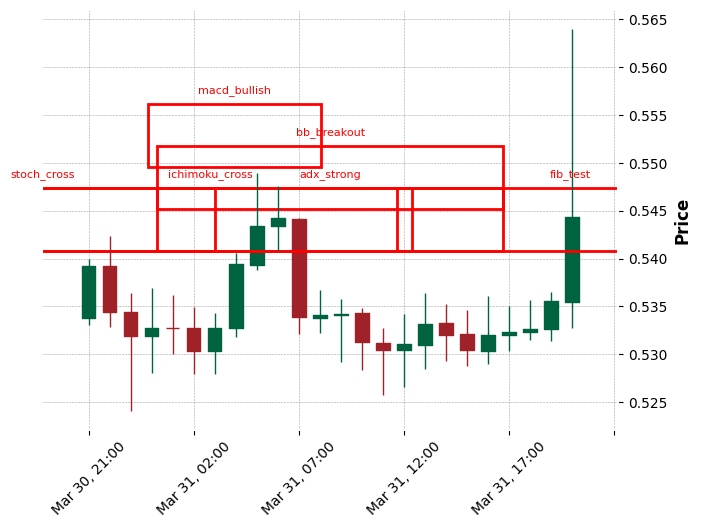 0.565
0.560
macd_bullish
0.555
bb_breakout
0.550
stoch_cross
ichimoku_cross
adx_strong
fib_test
0.545
Price
0.540
0.535
0.530
0.525
Mar 30, 21:00
Mar 31, 02:00
Mar 31, 07:00
Mar 31, 12:00
Mar 31, 17:00